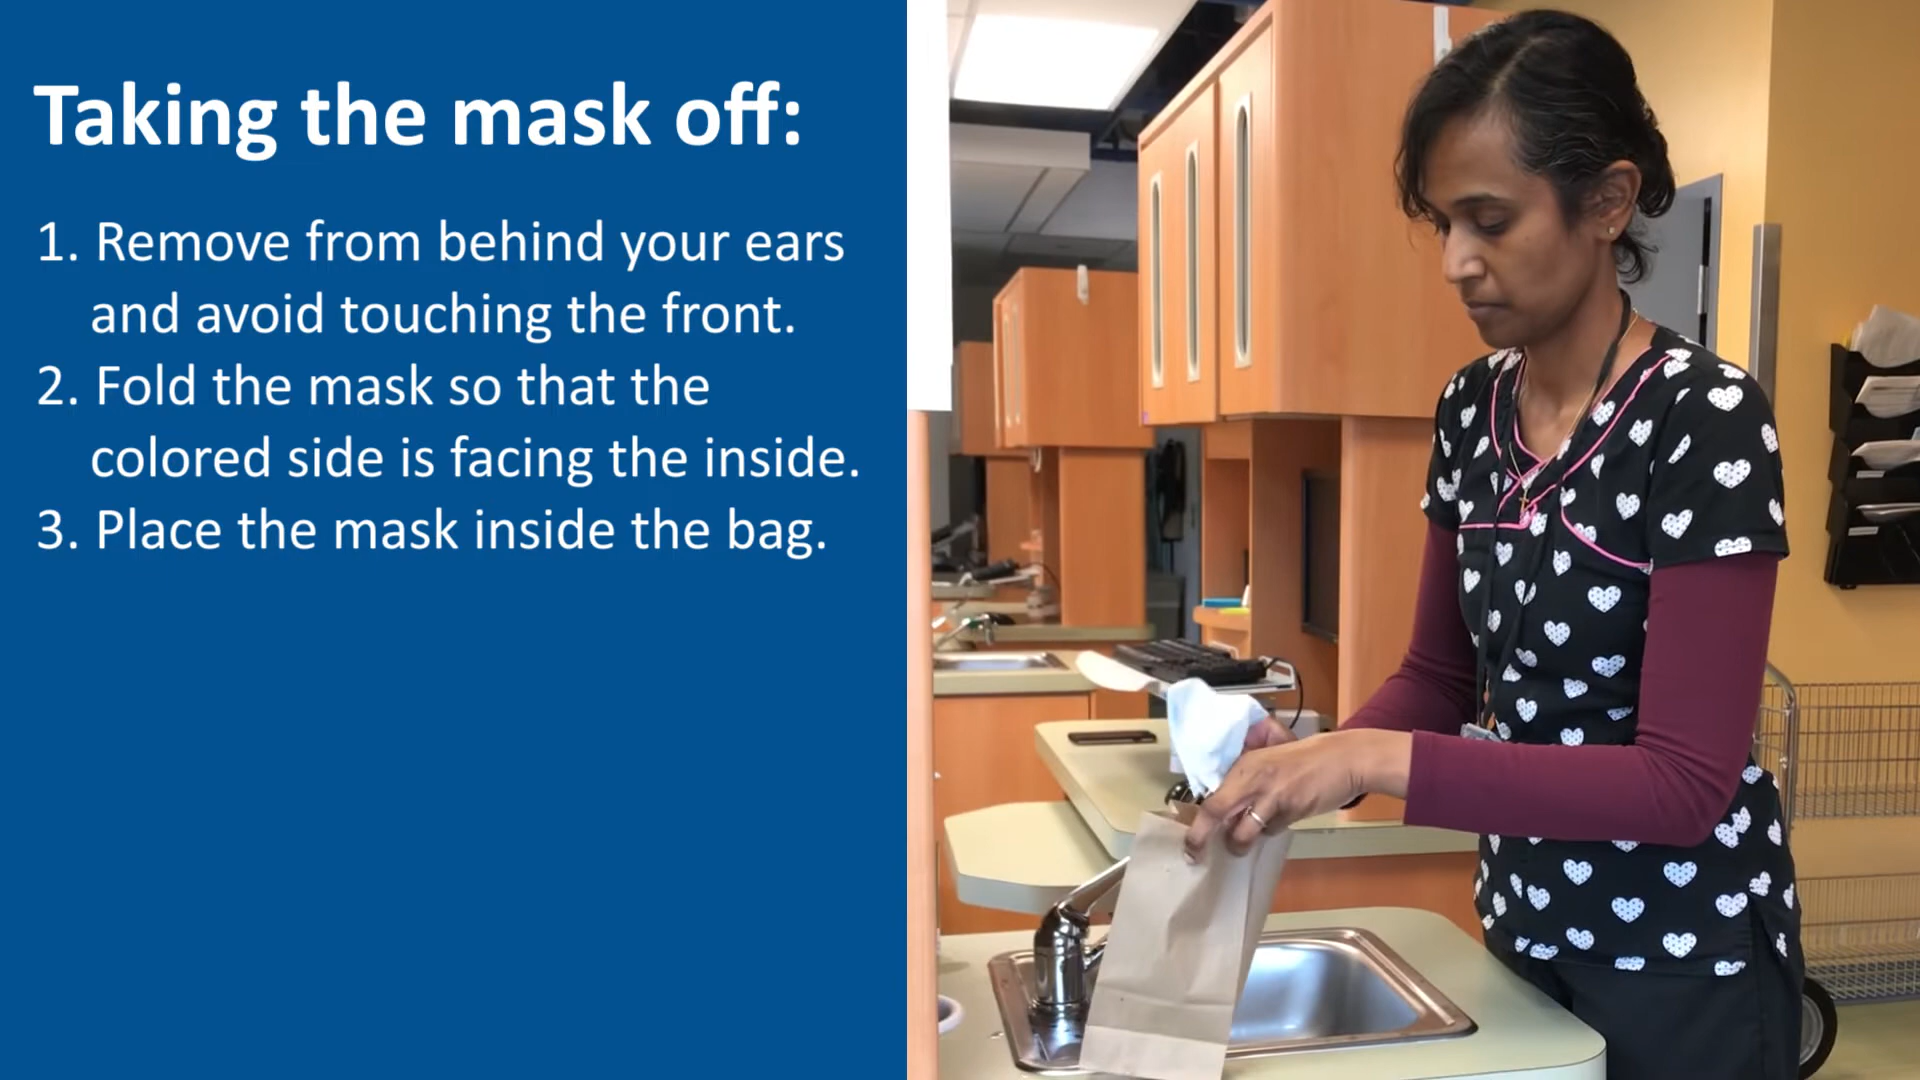 Taking the mask off:
1. Remove from behind your ears
and avoid touching the front.
2. Fold the mask so that the
colored side is facing the inside.
3. Place the mask inside the bag.